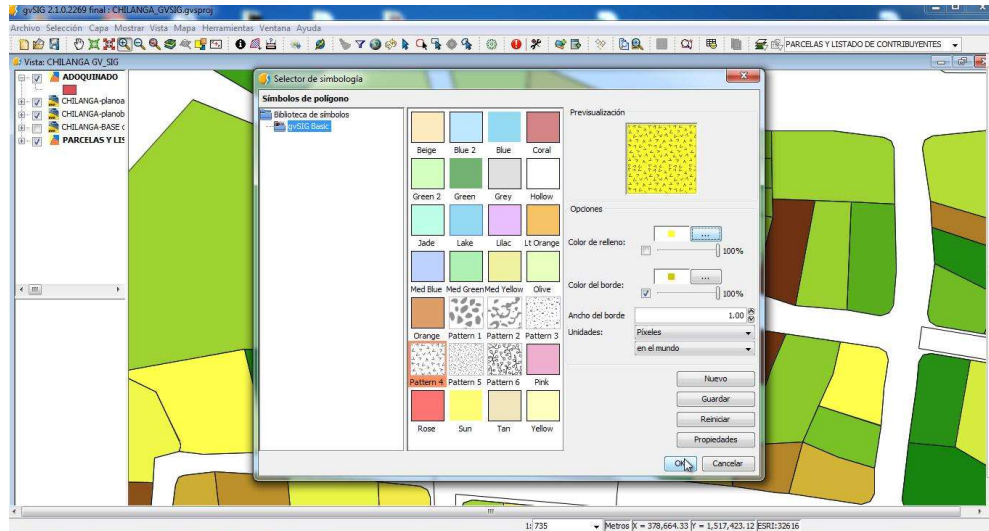 gvSIG 2.1.0.2269 final : CHILANGA_GVSIG.gvsproj
Archivo Selección Capa Mostrar Vista Mapa Herramientas Ventana Ayuda
PARCELAS Y LISTADO DE CONTRIBUYENTES
Vista: CHILANGA GV_SIG
ADOQUINADO
CHILANGA-planoa
CHILANGA-planob
CHILANGA-BASE c
PARCELAS Y LIS
Selector de simbología
Símbolos de polígono
Biblioteca de símbolos
gvSIG Basic
Beige Blue 2 Blue Coral
Green 2 Green Grey Hollow
Jade Lake Lilac Lt Orange
Med Blue Med Green Med Yellow Olive
Orange Pattern 1 Pattern 2 Pattern 3
Pattern 4 Pattern 5 Pattern 6 Pink
Rose Sun Tan Yellow
Previsualización
Opciones
Color de relleno:
...
100%
Color del borde:
...
100%
Ancho del borde 1.00
Unidades: Píxeles
en el mundo
Nuevo
Guardar
Reiniciar
Propiedades
OK Cancelar
1: 735 Metros X = 378,664.33 Y = 1,517,423.12 ESRI:32616